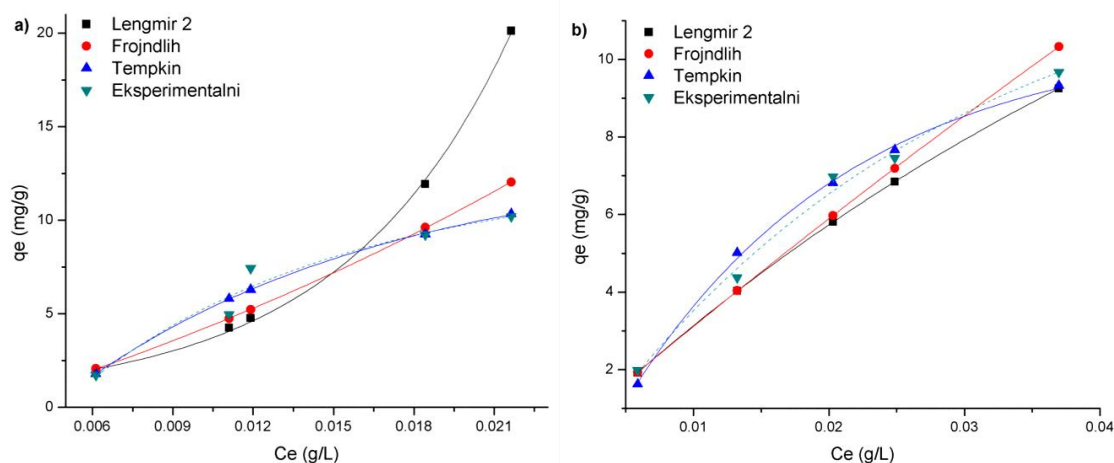 a)
Lengmir 2
Frojndlih
Tempkin
Eksperimentalni
20
15
10
5
0
qe (mg/g)
0.006 0.009 0.012 0.015 0.018 0.021
Ce (g/L)
b)
Lengmir 2
Frojndlih
Tempkin
Eksperimentalni
10
8
6
4
2
qe (mg/g)
0.01 0.02 0.03 0.04
Ce (g/L)